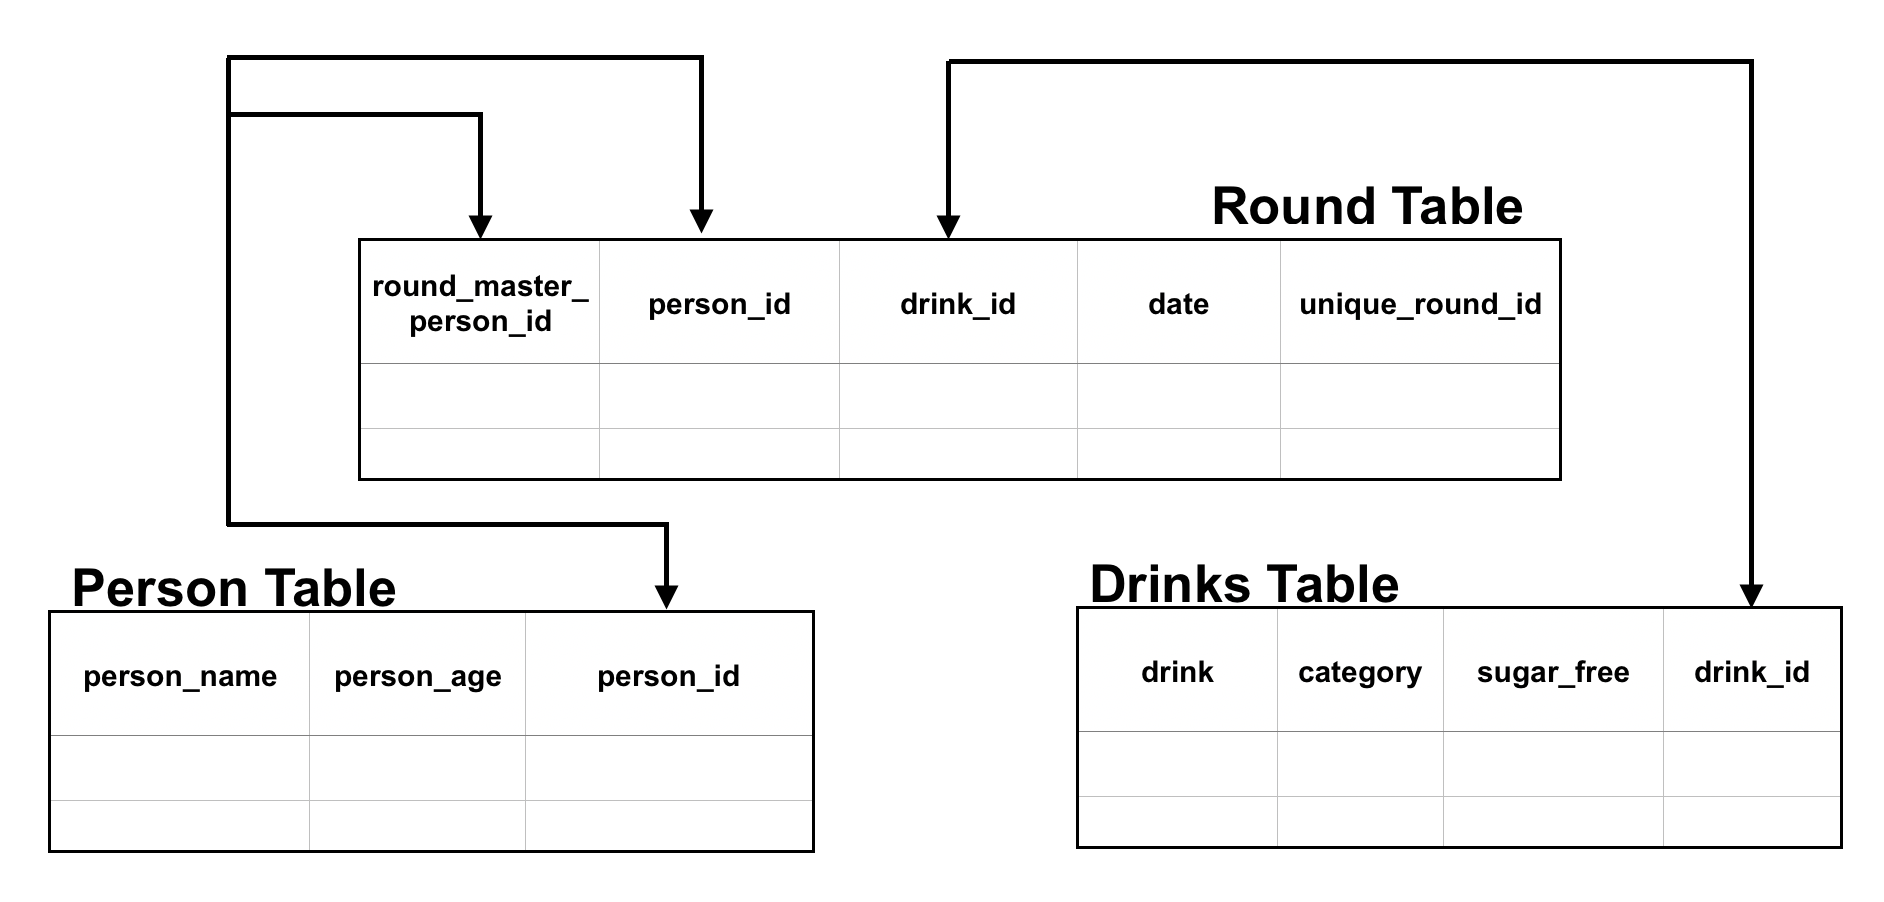 Round Table
round_master_
person_id
person_id
drink_id
date
unique_round_id
Person Table
person_name
person_age
person_id
Drinks Table
drink
category
sugar_free
drink_id